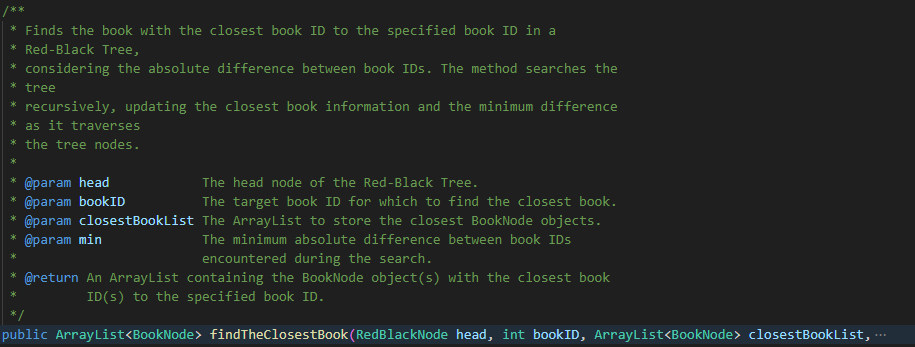 /**
 * Finds the book with the closest book ID to the specified book ID in a
 * Red-Black Tree,
 * considering the absolute difference between book IDs. The method searches the
 * tree
 * recursively, updating the closest book information and the minimum difference
 * as it traverses
 * the tree nodes.
 *
 * @param head            The head node of the Red-Black Tree.
 * @param bookID          The target book ID for which to find the closest book.
 * @param closestBookList The ArrayList to store the closest BookNode objects.
 * @param min             The minimum absolute difference between book IDs
 *                        encountered during the search.
 * @return An ArrayList containing the BookNode object(s) with the closest book
 *         ID(s) to the specified book ID.
 */
public ArrayList<BookNode> findTheClosestBook(RedBlackNode head, int bookID, ArrayList<BookNode> closestBookList, ···